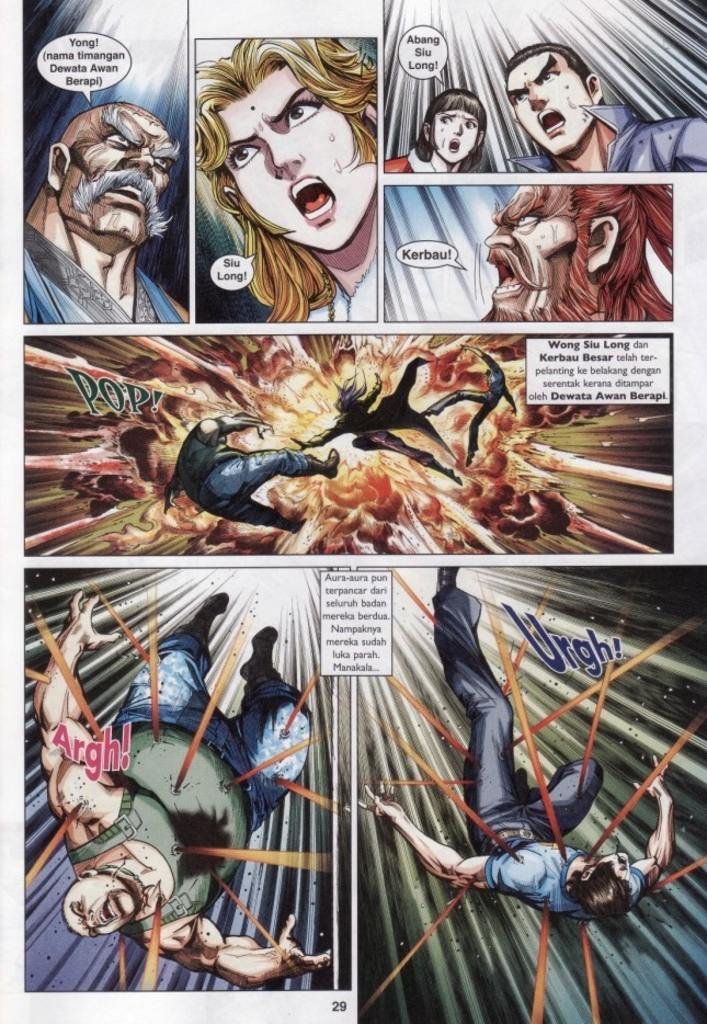 Yong!
(nama timangan
Dewata Awan
Berapi)
Siu
Long!
Abang
Siu
Long!
Kerbau!
POP!
Wong Siu Long dan
Kerbau Besar telah ter-
pelanting ke belakang dengan
serentak kerana ditampar
oleh Dewata Awan Berapi.
Argh!
Aura-aura pun
terpancar dari
seluruh badan
mereka berdua.
Nampaknya
mereka sudah
luka parah.
Manakala...
Urgh!
29